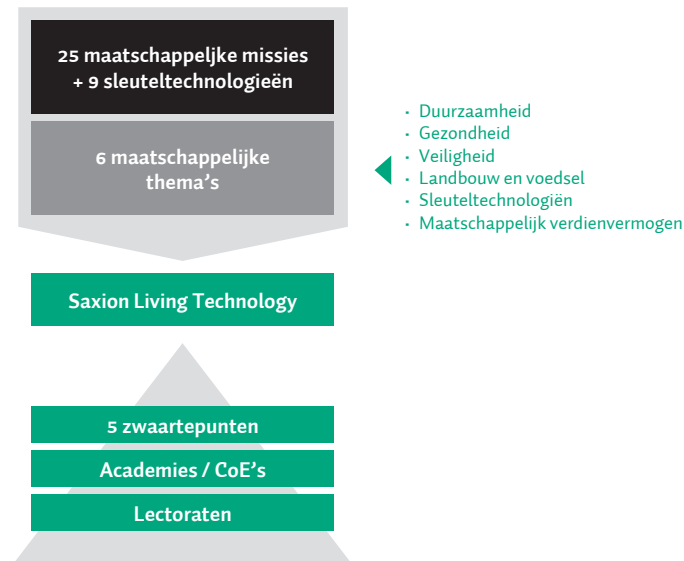 25 maatschappeljke missies
+ 9 sleuteltechnologieën
6 maatschappelijke
thema's
• Duurzaamheid
• Gezondheid
• Veiligheid
• Landbouw en voedsel
• Sleuteltechnologiën
• Maatschappelijk verdienvermogen
Saxion Living Technology
5 zwaartepunten
Academies / CoE's
Lectoraten